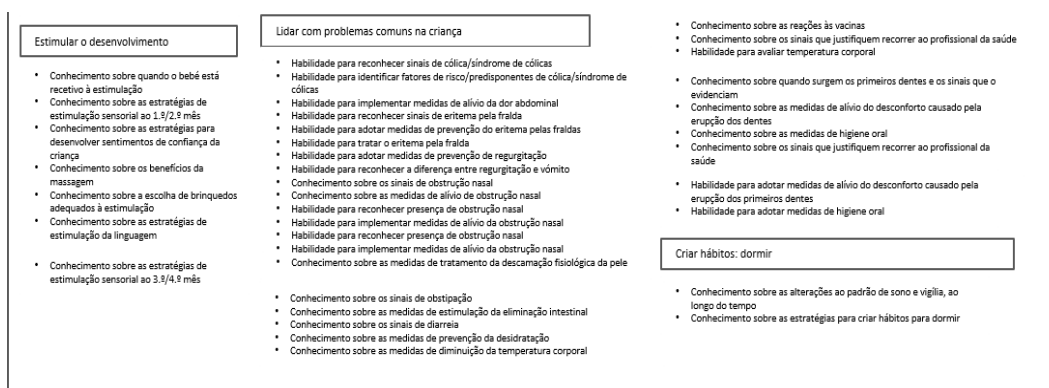 Estimular o desenvolvimento
• Conhecimento sobre quando o bebé está
recetivo à estimulação
• Conhecimento sobre as estratégias de
estimulação sensorial ao 1.º/2.º mês
• Conhecimento sobre as estratégias para
desenvolver sentimentos de confiança da
criança
• Conhecimento sobre os benefícios da
massagem
• Conhecimento sobre a escolha de brinquedos
adequados à estimulação
• Conhecimento sobre as estratégias de
estimulação da linguagem
• Conhecimento sobre as estratégias de
estimulação sensorial ao 3.º/4.º mês
Lidar com problemas comuns na criança
• Habilidade para reconhecer sinais de cólica/síndrome de cólicas
• Habilidade para identificar fatores de risco/predisponentes de cólica/síndrome de
cólicas
• Habilidade para implementar medidas de alívio da dor abdominal
• Habilidade para reconhecer sinais de eritema pela fralda
• Habilidade para adotar medidas de prevenção do eritema pelas fraldas
• Habilidade para tratar o eritema pela fralda
• Habilidade para adotar medidas de prevenção de regurgitação
• Habilidade para reconhecer a diferença entre regurgitação e vómito
• Conhecimento sobre os sinais de obstrução nasal
• Conhecimento sobre as medidas de alívio de obstrução nasal
• Habilidade para reconhecer presença de obstrução nasal
• Habilidade para implementar medidas de alívio da obstrução nasal
• Habilidade para reconhecer presença de obstrução nasal
• Habilidade para implementar medidas de alívio da obstrução nasal
• Conhecimento sobre as medidas de tratamento da descamação fisiológica da pele
• Conhecimento sobre os sinais de obstipação
• Conhecimento sobre as medidas de estimulação da eliminação intestinal
• Conhecimento sobre os sinais de diarreia
• Conhecimento sobre as medidas de prevenção da desidratação
• Conhecimento sobre as medidas de diminuição da temperatura corporal
• Conhecimento sobre as reações às vacinas
• Conhecimento sobre os sinais que justifiquem recorrer ao profissional da saúde
• Habilidade para avaliar temperatura corporal
• Conhecimento sobre quando surgem os primeiros dentes e os sinais que o
evidenciam
• Conhecimento sobre as medidas de alívio do desconforto causado pela
erupção dos dentes
• Conhecimento sobre as medidas de higiene oral
• Conhecimento sobre os sinais que justifiquem recorrer ao profissional da
saúde
• Habilidade para adotar medidas de alívio do desconforto causado pela
erupção dos primeiros dentes
• Habilidade para adotar medidas de higiene oral
Criar hábitos: dormir
• Conhecimento sobre as alterações ao padrão de sono e vigília, ao
longo do tempo
• Conhecimento sobre as estratégias para criar hábitos para dormir